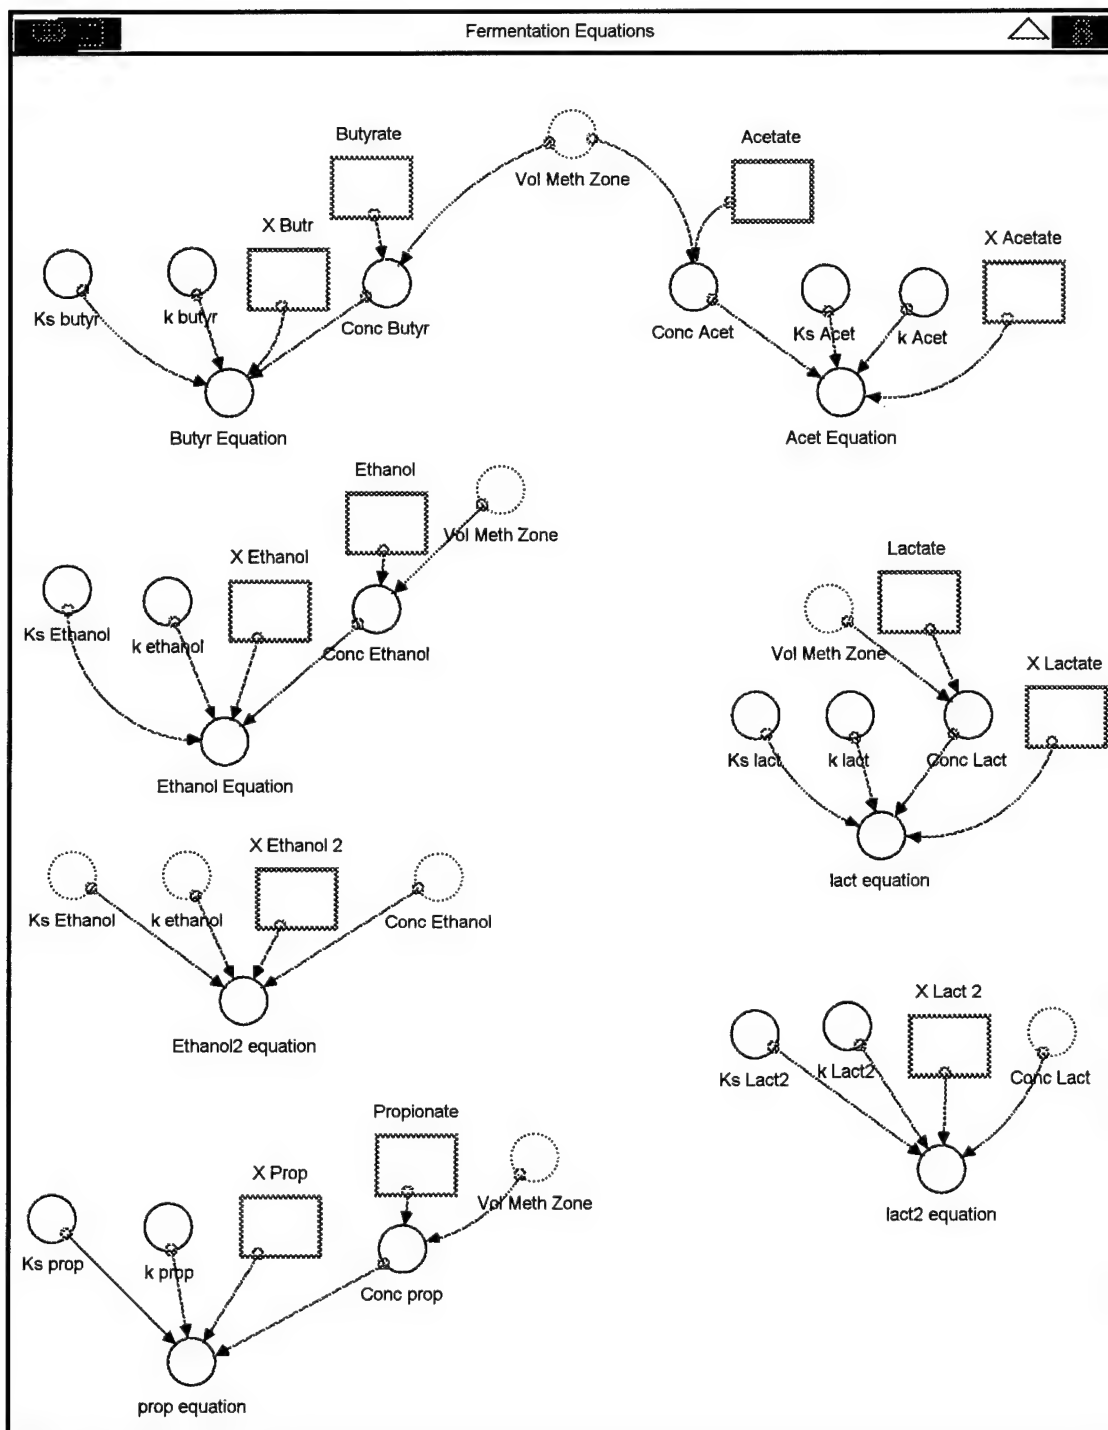 Fermentation Equations
Butyrate
Vol Meth Zone
Acetate
X Butr
X Acetate
Ks butyr
k butyr
Conc Butyr
Conc Acet
Ks Acet
k Acet
Butyr Equation
Acet Equation
Ethanol
Vol Meth Zone
X Ethanol
Lactate
Ks Ethanol
k ethanol
Conc Ethanol
Vol Meth Zone
X Lactate
Ethanol Equation
Ks lact
k lact
Conc Lact
X Ethanol 2
lact equation
Ks Ethanol
k ethanol
Conc Ethanol
X Lact 2
Ethanol2 equation
Ks Lact2
k Lact2
Conc Lact
Propionate
X Prop
Vol Meth Zone
lact2 equation
Ks prop
k prop
Conc prop
prop equation